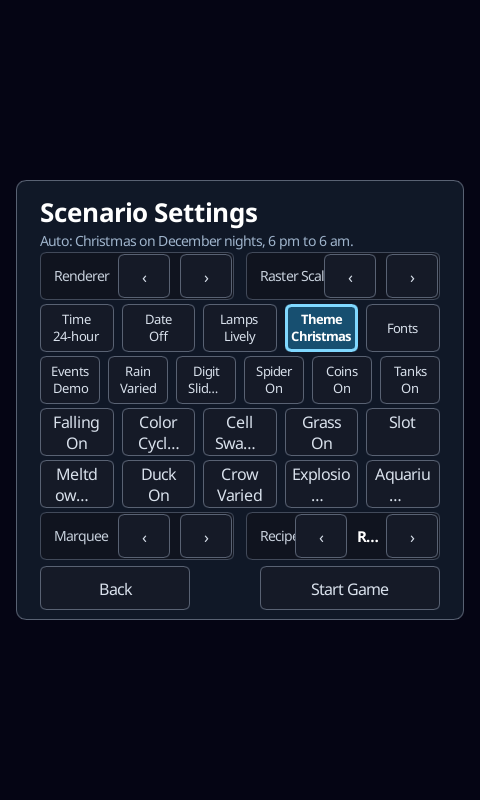 Scenario Settings
Auto: Christmas on December nights, 6 pm to 6 am.
Renderer ‹ › Raster Scal ‹ ›
Time Date Lamps Theme Fonts
24-hour Off Lively Christmas
Events Rain Digit Spider Coins Tanks
Demo Varied Slid… On On On
Falling Color Cell Grass Slot
On Cycl… Swa… On
Meltd Duck Crow Explosio Aquariu
ow… On Varied … …
Marquee ‹ › Recipe ‹ R… ›
Back Start Game